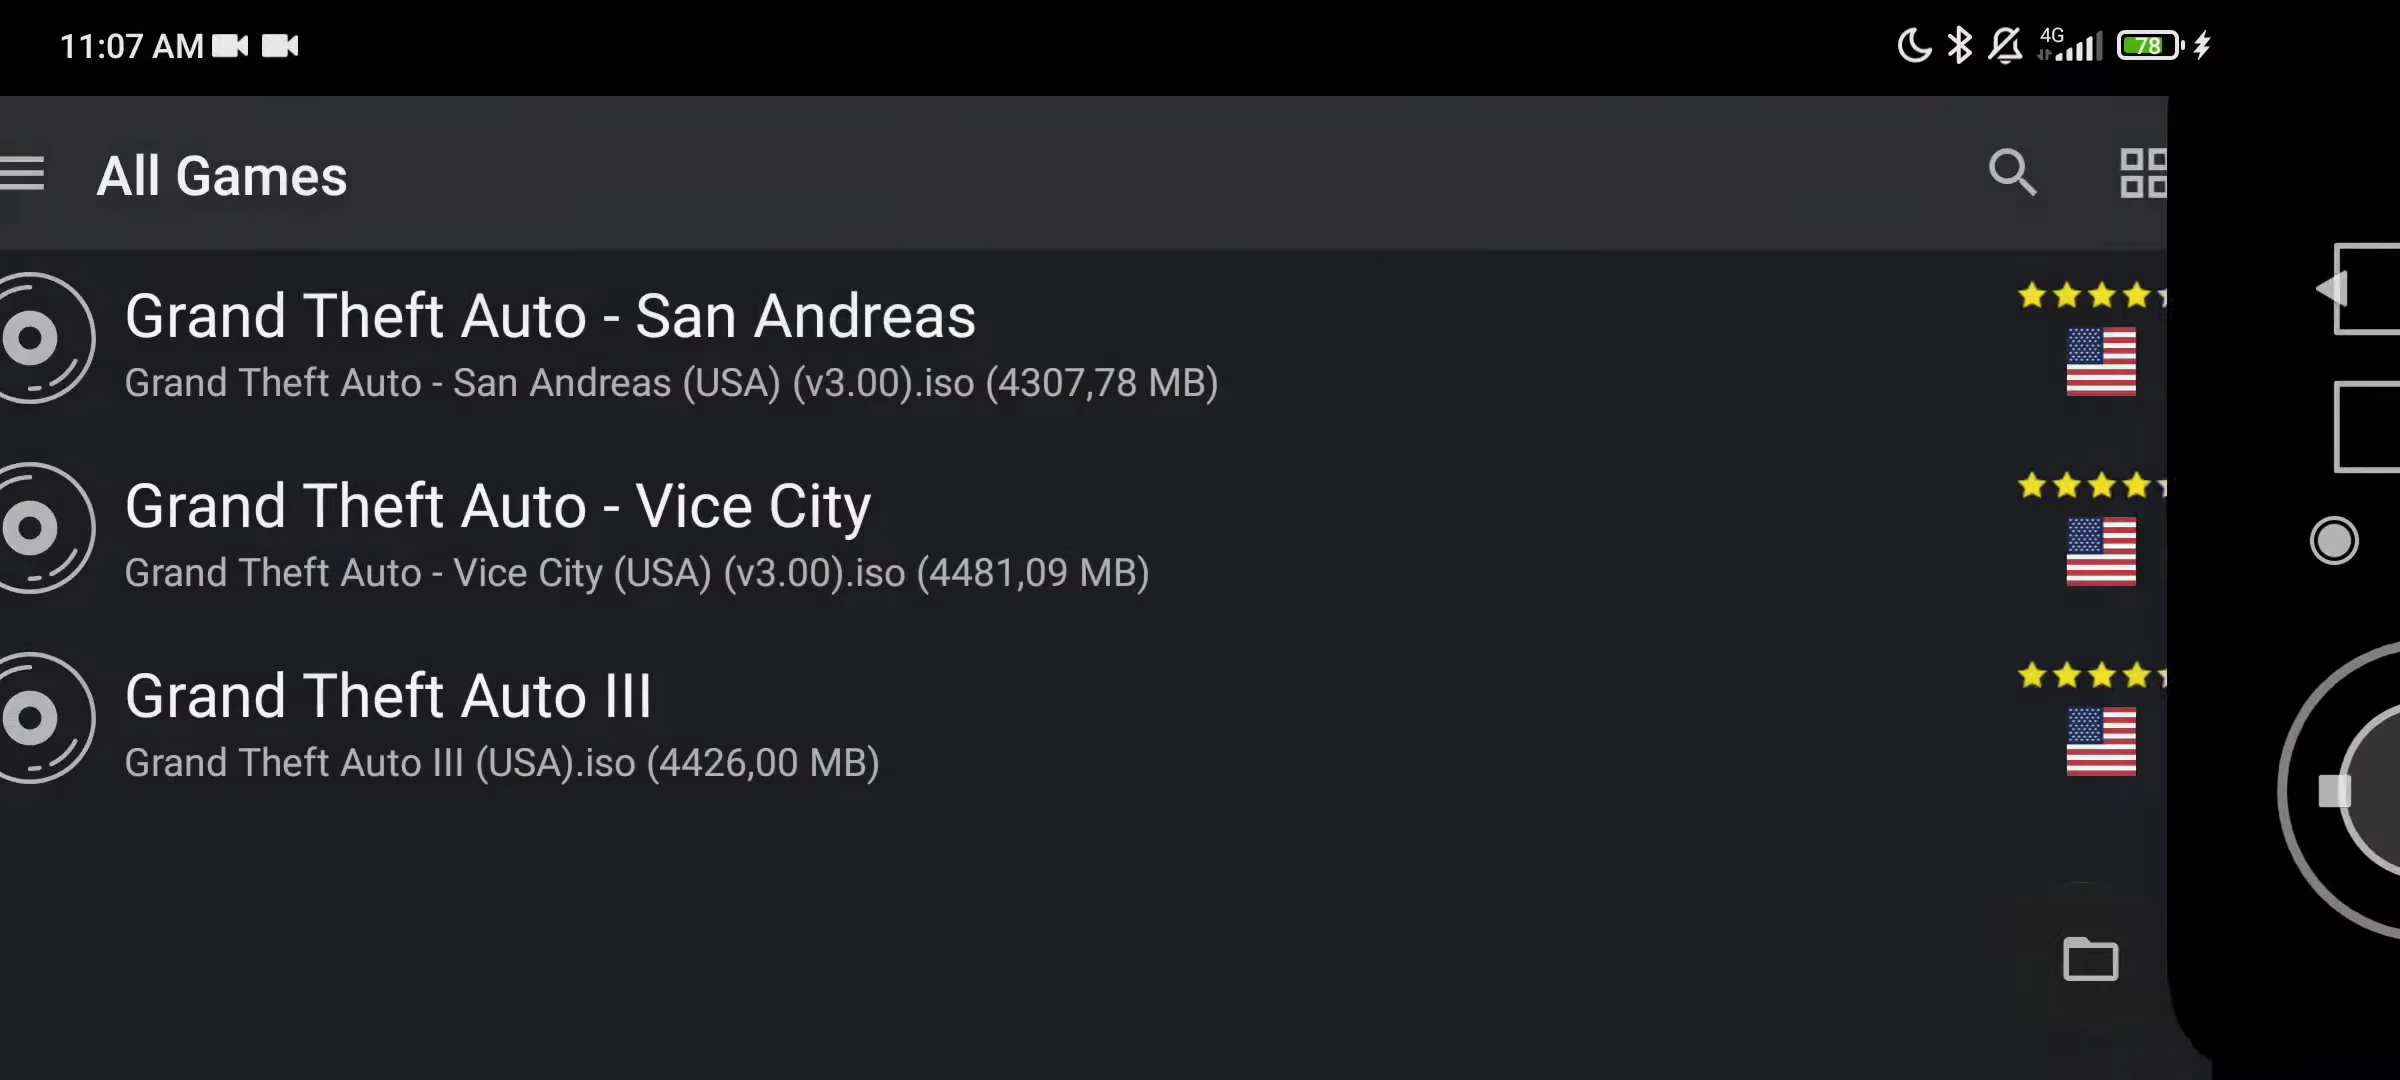 11:07 AM
4G
78
All Games
Grand Theft Auto - San Andreas
Grand Theft Auto - San Andreas (USA) (v3.00).iso (4307,78 MB)
Grand Theft Auto - Vice City
Grand Theft Auto - Vice City (USA) (v3.00).iso (4481,09 MB)
Grand Theft Auto III
Grand Theft Auto III (USA).iso (4426,00 MB)